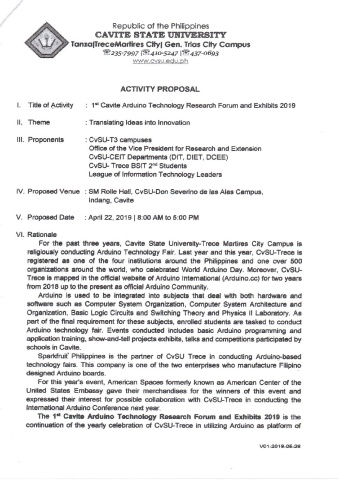 Republic of the Philippines
CAVITE STATE UNIVERSITY
Tanza|TreceMartires City| Gen. Trias City Campus
☎235-7997 |☎410-5247 |☎437-0693
www.cvsu.edu.ph
ACTIVITY PROPOSAL
I. Title of Activity : 1st Cavite Arduino Technology Research Forum and Exhibits 2019
II. Theme : Translating Ideas into Innovation
III. Proponents : CvSU-T3 campuses
Office of the Vice President for Research and Extension
CvSU-CEIT Departments (DIT, DIET, DCEE)
CvSU- Trece BSIT 2nd Students
League of Information Technology Leaders
IV. Proposed Venue : SM Rolle Hall, CvSU-Don Severino de las Alas Campus,
Indang, Cavite
V. Proposed Date : April 22, 2019 | 8:00 AM to 5:00 PM
VI. Rationale
For the past three years, Cavite State University-Trece Martires City Campus is
religiously conducting Arduino Technology Fair. Last year and this year, CvSU-Trece is
registered as one of the four institutions around the Philippines and one over 500
organizations around the world, who celebrated World Arduino Day. Moreover, CvSU-
Trece is mapped in the official website of Arduino International (Arduino.cc) for two years
from 2018 up to the present as official Arduino Community.
Arduino is used to be integrated into subjects that deal with both hardware and
software such as Computer System Organization, Computer System Architecture and
Organization, Basic Logic Circuits and Switching Theory and Physics II Laboratory. As
part of the final requirement for these subjects, enrolled students are tasked to conduct
Arduino technology fair. Events conducted includes basic Arduino programming and
application training, show-and-tell projects exhibits, talks and competitions participated by
schools in Cavite.
Sparkfruit Philippines is the partner of CvSU Trece in conducting Arduino-based
technology fairs. This company is one of the two enterprises who manufacture Filipino
designed Arduino boards.
For this year's event, American Spaces formerly known as American Center of the
United States Embassy gave their merchandises for the winners of this event and
expressed their interest for possible collaboration with CvSU-Trece in conducting the
International Arduino Conference next year.
The 1st Cavite Arduino Technology Research Forum and Exhibits 2019 is the
continuation of the yearly celebration of CvSU-Trece in utilizing Arduino as platform of
V01-2018-05-28